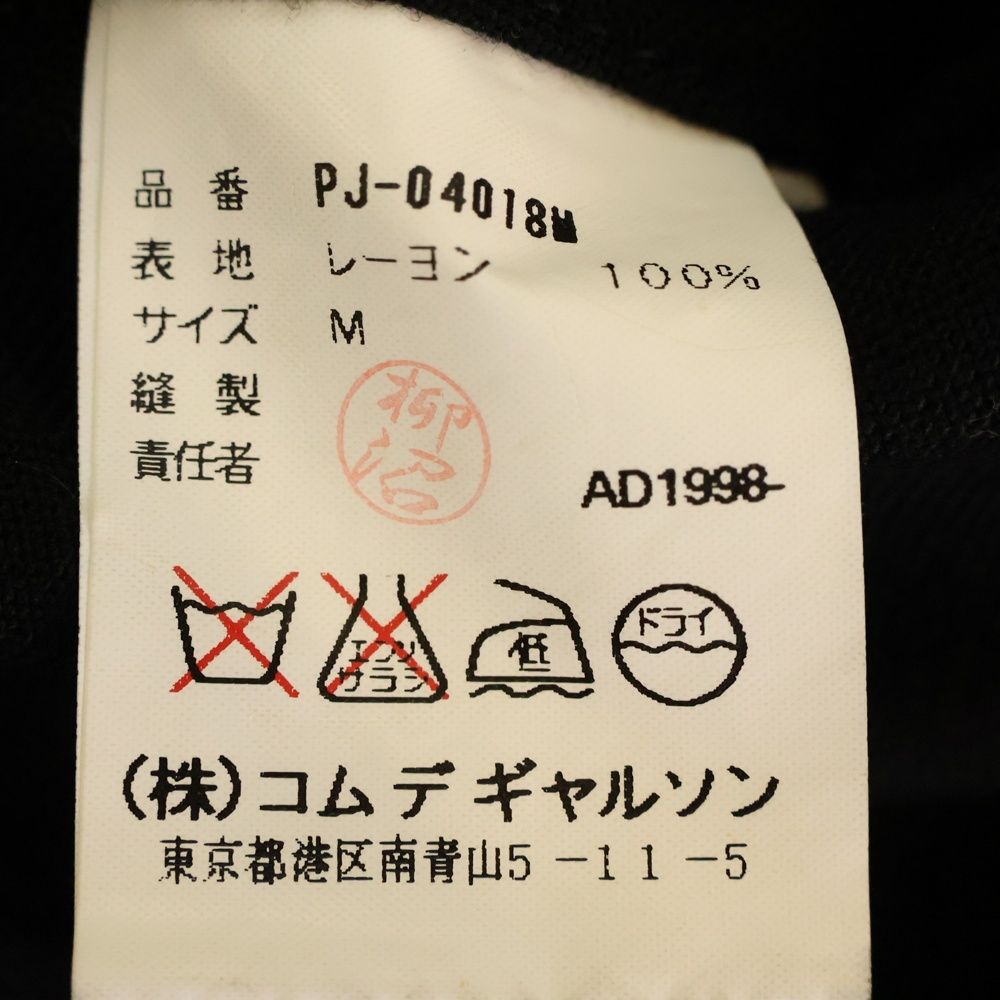 品番 PJ-04018M
表地 レーヨン 100%
サイズ M
縫製
責任者
柳沼
AD1998-
エンソ
サラシ
低
ドライ
(株)コム デ ギャルソン
東京都港区南青山5-11-5